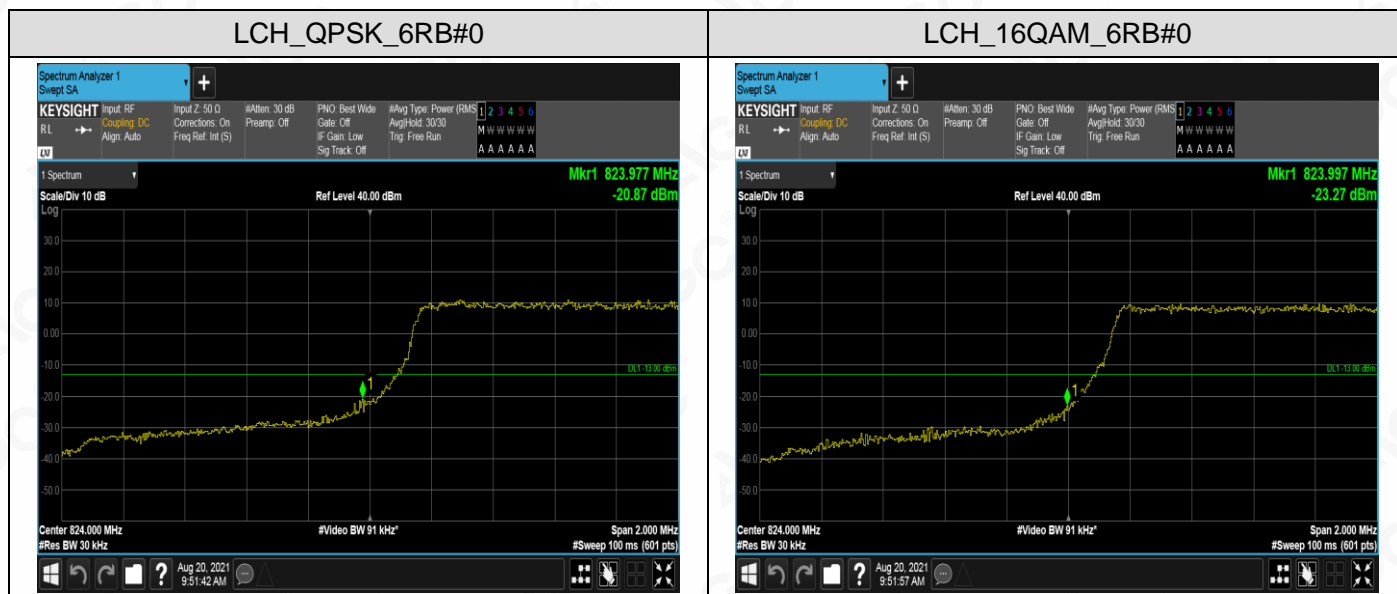 LCH_QPSK_6RB#0
Spectrum Analyzer 1
Swept SA
+
KEYSIGHT
RL
LXI
Input: RF
Coupling: DC
Align: Auto
Input Z: 50 Ω
Corrections: On
Freq Ref: Int (S)
#Atten: 30 dB
Preamp: Off
PNO: Best Wide
Gate: Off
IF Gain: Low
Sig Track: Off
#Avg Type: Power (RMS
Avg|Hold: 30/30
Trig: Free Run
1 2 3 4 5 6
M W W W W W
A A A A A A
1 Spectrum
Mkr1 823.977 MHz
-20.87 dBm
Scale/Div 10 dB
Ref Level 40.00 dBm
Log
30.0
20.0
10.0
0.00
-10.0
-20.0
-30.0
-40.0
-50.0
DL1 -13.00 dBm
1
Center 824.000 MHz
#Video BW 91 kHz*
Span 2.000 MHz
#Res BW 30 kHz
#Sweep 100 ms (601 pts)
?
Aug 20, 2021
9:51:42 AM
LCH_16QAM_6RB#0
Spectrum Analyzer 1
Swept SA
+
KEYSIGHT
RL
LXI
Input: RF
Coupling: DC
Align: Auto
Input Z: 50 Ω
Corrections: On
Freq Ref: Int (S)
#Atten: 30 dB
Preamp: Off
PNO: Best Wide
Gate: Off
IF Gain: Low
Sig Track: Off
#Avg Type: Power (RMS
Avg|Hold: 30/30
Trig: Free Run
1 2 3 4 5 6
M W W W W W
A A A A A A
1 Spectrum
Mkr1 823.997 MHz
-23.27 dBm
Scale/Div 10 dB
Ref Level 40.00 dBm
Log
30.0
20.0
10.0
0.00
-10.0
-20.0
-30.0
-40.0
-50.0
DL1 -13.00 dBm
1
Center 824.000 MHz
#Video BW 91 kHz*
Span 2.000 MHz
#Res BW 30 kHz
#Sweep 100 ms (601 pts)
?
Aug 20, 2021
9:51:57 AM